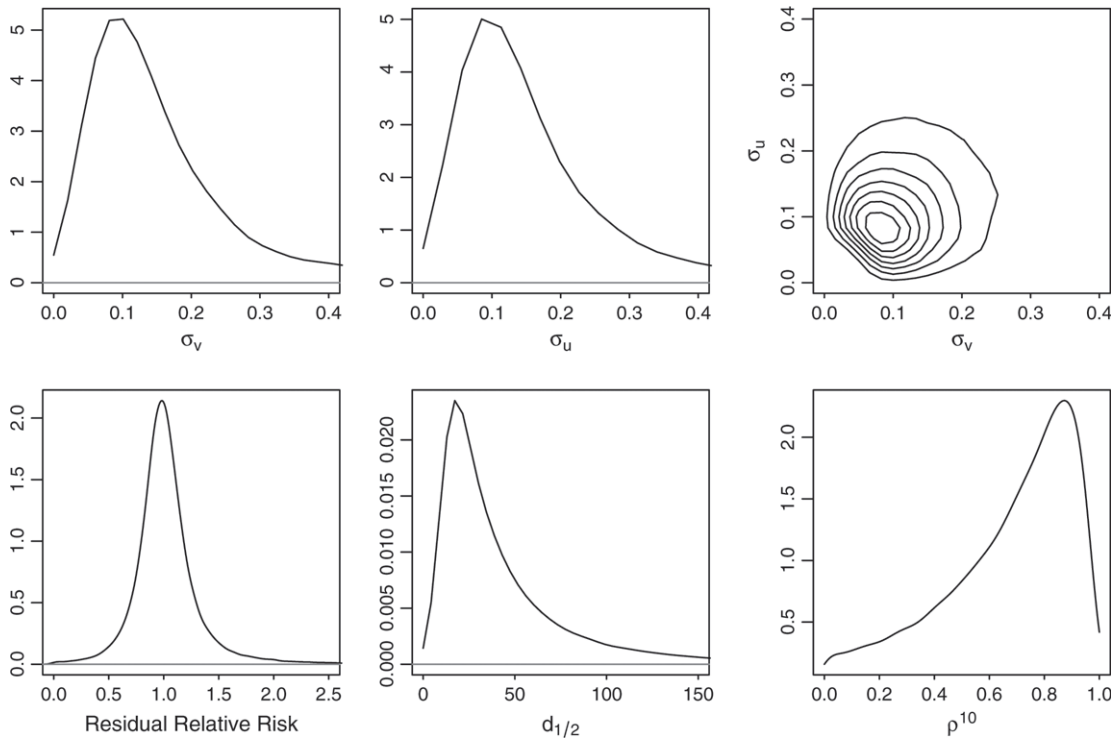 0 1 2 3 4 5
0.0 0.1 0.2 0.3 0.4
σv
0 1 2 3 4 5
0.0 0.1 0.2 0.3 0.4
σu
0.0 0.1 0.2 0.3 0.4
σu
0.0 0.1 0.2 0.3 0.4
σv
0.0 0.5 1.0 1.5 2.0
0.0 0.5 1.0 1.5 2.0 2.5
Residual Relative Risk
0.000 0.005 0.010 0.015 0.020
0 50 100 150
d1/2
0.5 1.0 1.5 2.0
0.0 0.2 0.4 0.6 0.8 1.0
ρ10